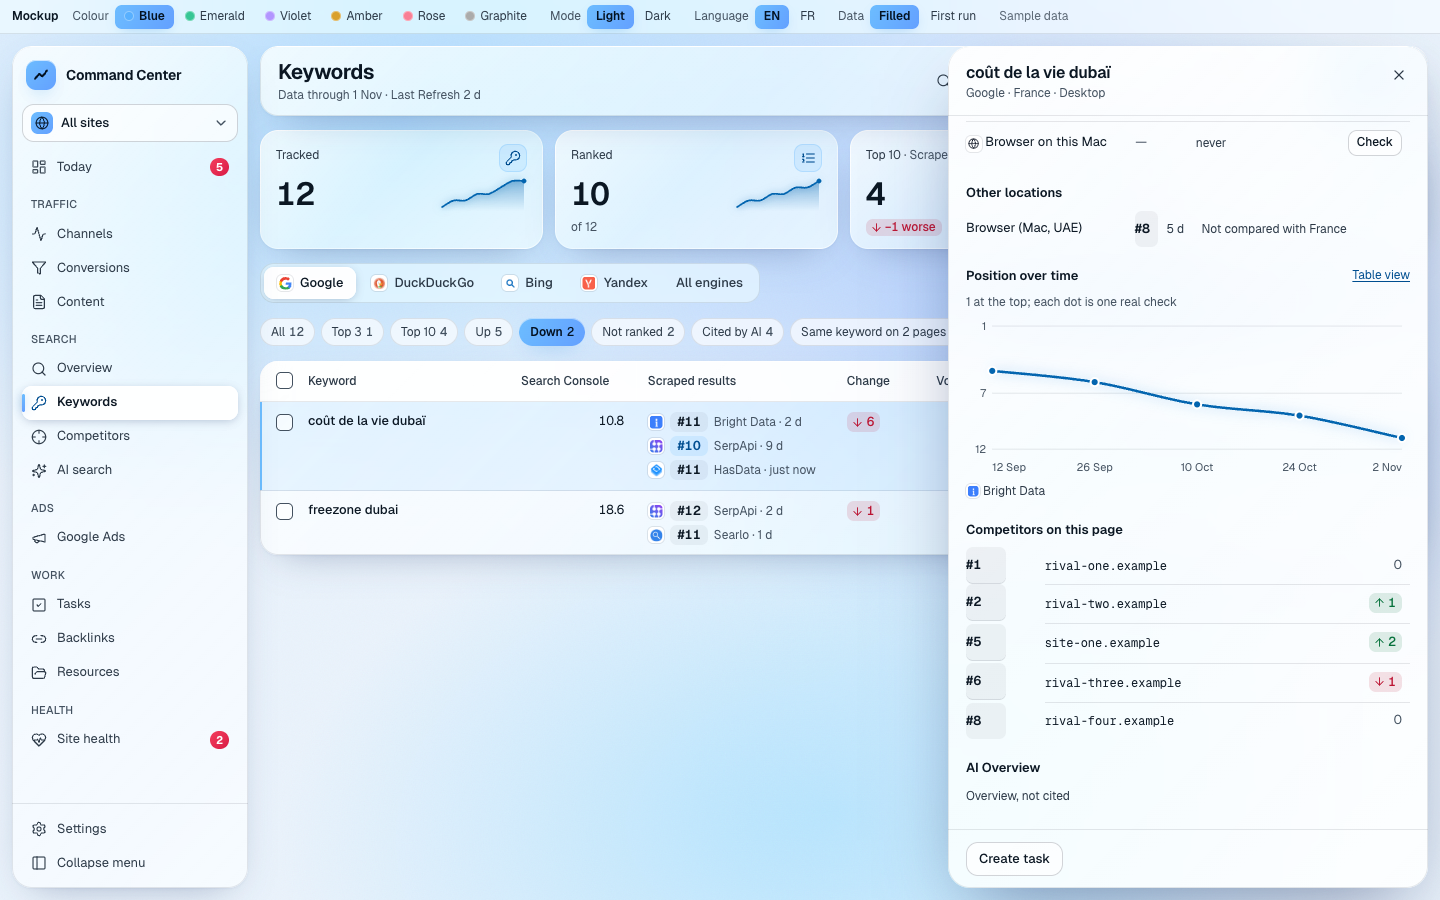 Mockup Colour Blue Emerald Violet Amber Rose Graphite Mode Light Dark Language EN FR Data Filled First run Sample data
Command Center
All sites
Today 5
TRAFFIC
Channels
Conversions
Content
SEARCH
Overview
Keywords
Competitors
AI search
ADS
Google Ads
WORK
Tasks
Backlinks
Resources
HEALTH
Site health 2
Settings
Collapse menu
Keywords
Data through 1 Nov · Last Refresh 2 d
Tracked
12
Ranked
10
of 12
Top 10 · Scrape
4
↓ −1 worse
Google DuckDuckGo Bing Yandex All engines
All 12 Top 3 1 Top 10 4 Up 5 Down 2 Not ranked 2 Cited by AI 4 Same keyword on 2 pages
Keyword Search Console Scraped results Change Vo
coût de la vie dubaï 10.8 #11 Bright Data · 2 d ↓ 6
#10 SerpApi · 9 d
#11 HasData · just now
freezone dubai 18.6 #12 SerpApi · 2 d ↓ 1
#11 Searlo · 1 d
coût de la vie dubaï
Google · France · Desktop
Browser on this Mac — never Check
Other locations
Browser (Mac, UAE) #8 5 d Not compared with France
Position over time Table view
1 at the top; each dot is one real check
1
7
12
12 Sep 26 Sep 10 Oct 24 Oct 2 Nov
Bright Data
Competitors on this page
#1 rival-one.example 0
#2 rival-two.example ↑ 1
#5 site-one.example ↑ 2
#6 rival-three.example ↓ 1
#8 rival-four.example 0
AI Overview
Overview, not cited
Create task